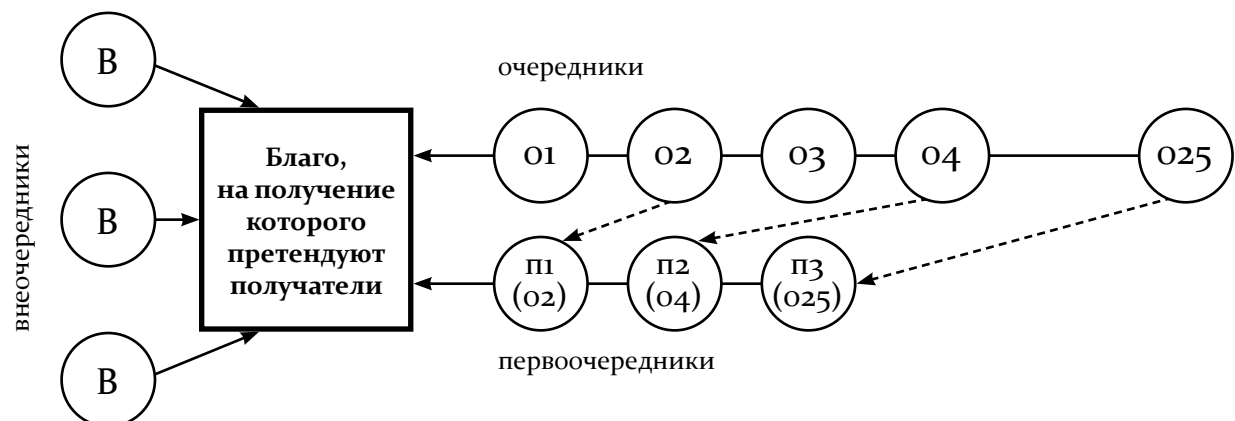 внеочередники
В
В
В
Благо,
на получение
которого
претендуют
получатели
очередники
о1
о2
о3
о4
о25
п1
(о2)
п2
(о4)
п3
(о25)
первоочередники